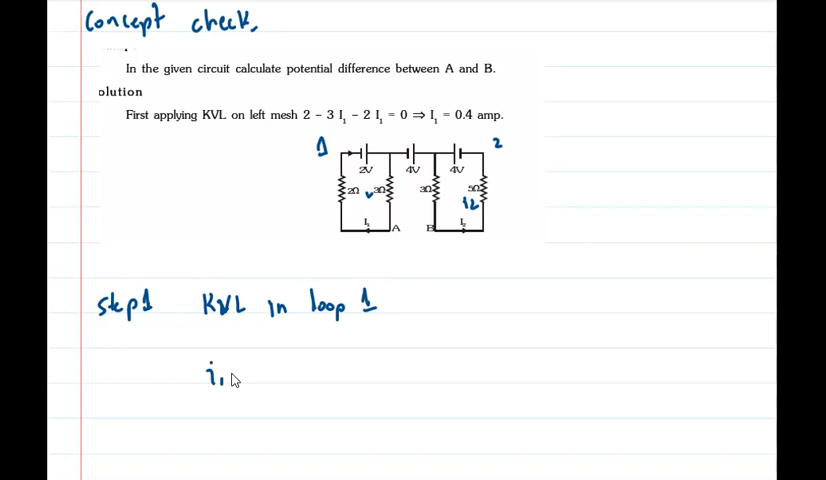 Concept check.
In the given circuit calculate potential difference between A and B.
olution
First applying KVL on left mesh 2 – 3 I₁ – 2 I₁ = 0 ⇒ I₁ = 0.4 amp.
1 2
2V 4V 4V
2Ω 3Ω 3Ω 5Ω
i2
I₁ A B I₂
step1 KVL in loop 1
i₁